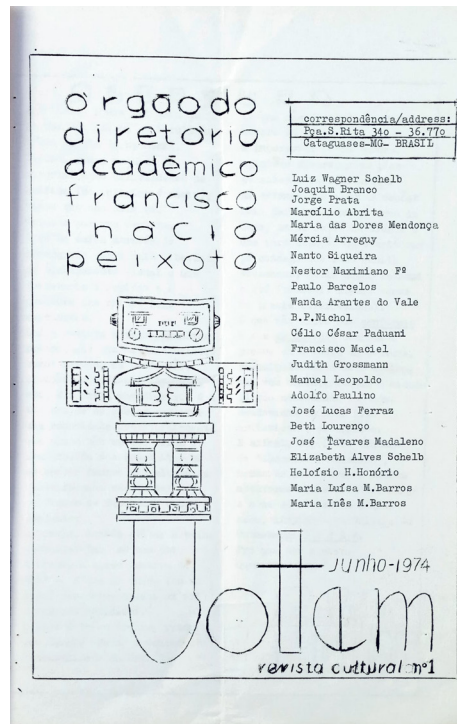 órgão do
diretório
acadêmico
francisco
inácio
peixoto
correspondência/address:
Pça.S.Rita 340 - 36.770
Cataguases-MG- BRASIL
Luiz Wagner Schelb
Joaquim Branco
Jorge Prata
Marcílio Abrita
Maria das Dores Mendonça
Mércia Arreguy
Nanto Siqueira
Nestor Maximiano Fº
Paulo Barcelos
Wanda Arantes do Vale
B.P.Nichol
Célio César Paduani
Francisco Maciel
Judith Grossmann
Manuel Leopoldo
Adolfo Paulino
José Lucas Ferraz
Beth Lourenço
José Tavares Madaleno
Elizabeth Alves Schelb
Heloísio H.Honório
Maria Luísa M.Barros
Maria Inês M.Barros
junho-1974
totem
revista cultural nº1